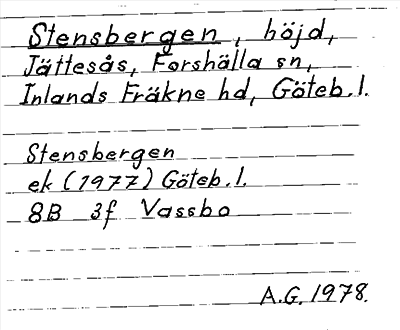 Stensbergen, höjd,
Jättesås, Forshälla sn,
Inlands Fräkne hd, Göteb.l.
Stensbergen
ek (1977) Göteb.l.
8B 3f Vassbo
A.G. 1978.